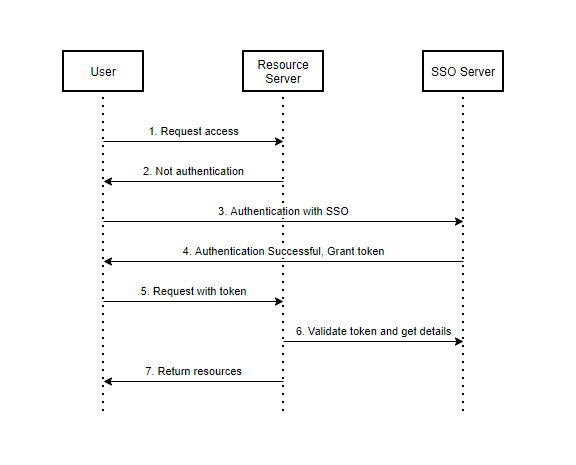 User
Resource
Server
SSO Server
1. Request access
2. Not authentication
3. Authentication with SSO
4. Authentication Successful, Grant token
5. Request with token
6. Validate token and get details
7. Return resources